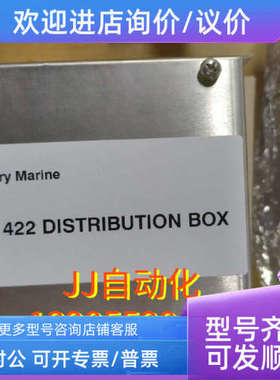 欢迎进店询价/议价
ry Marine
422 DISTRIBUTION BOX
JJ自动化
更多型号咨询店铺客服
型号齐
对公 可开专票/普票
可发顺